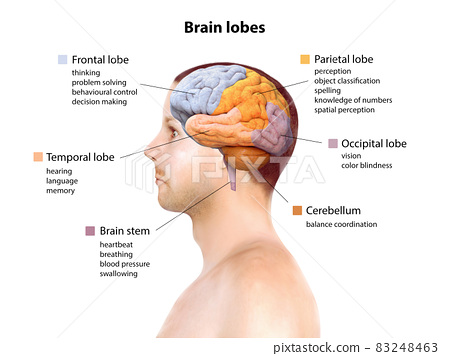 Brain lobes
Frontal lobe
thinking
problem solving
behavioural control
decision making
Parietal lobe
perception
object classification
spelling
knowledge of numbers
spatial perception
Occipital lobe
vision
color blindness
Temporal lobe
hearing
language
memory
Cerebellum
balance coordination
Brain stem
heartbeat
breathing
blood pressure
swallowing
PIXTA
pixta.jp - 83248463